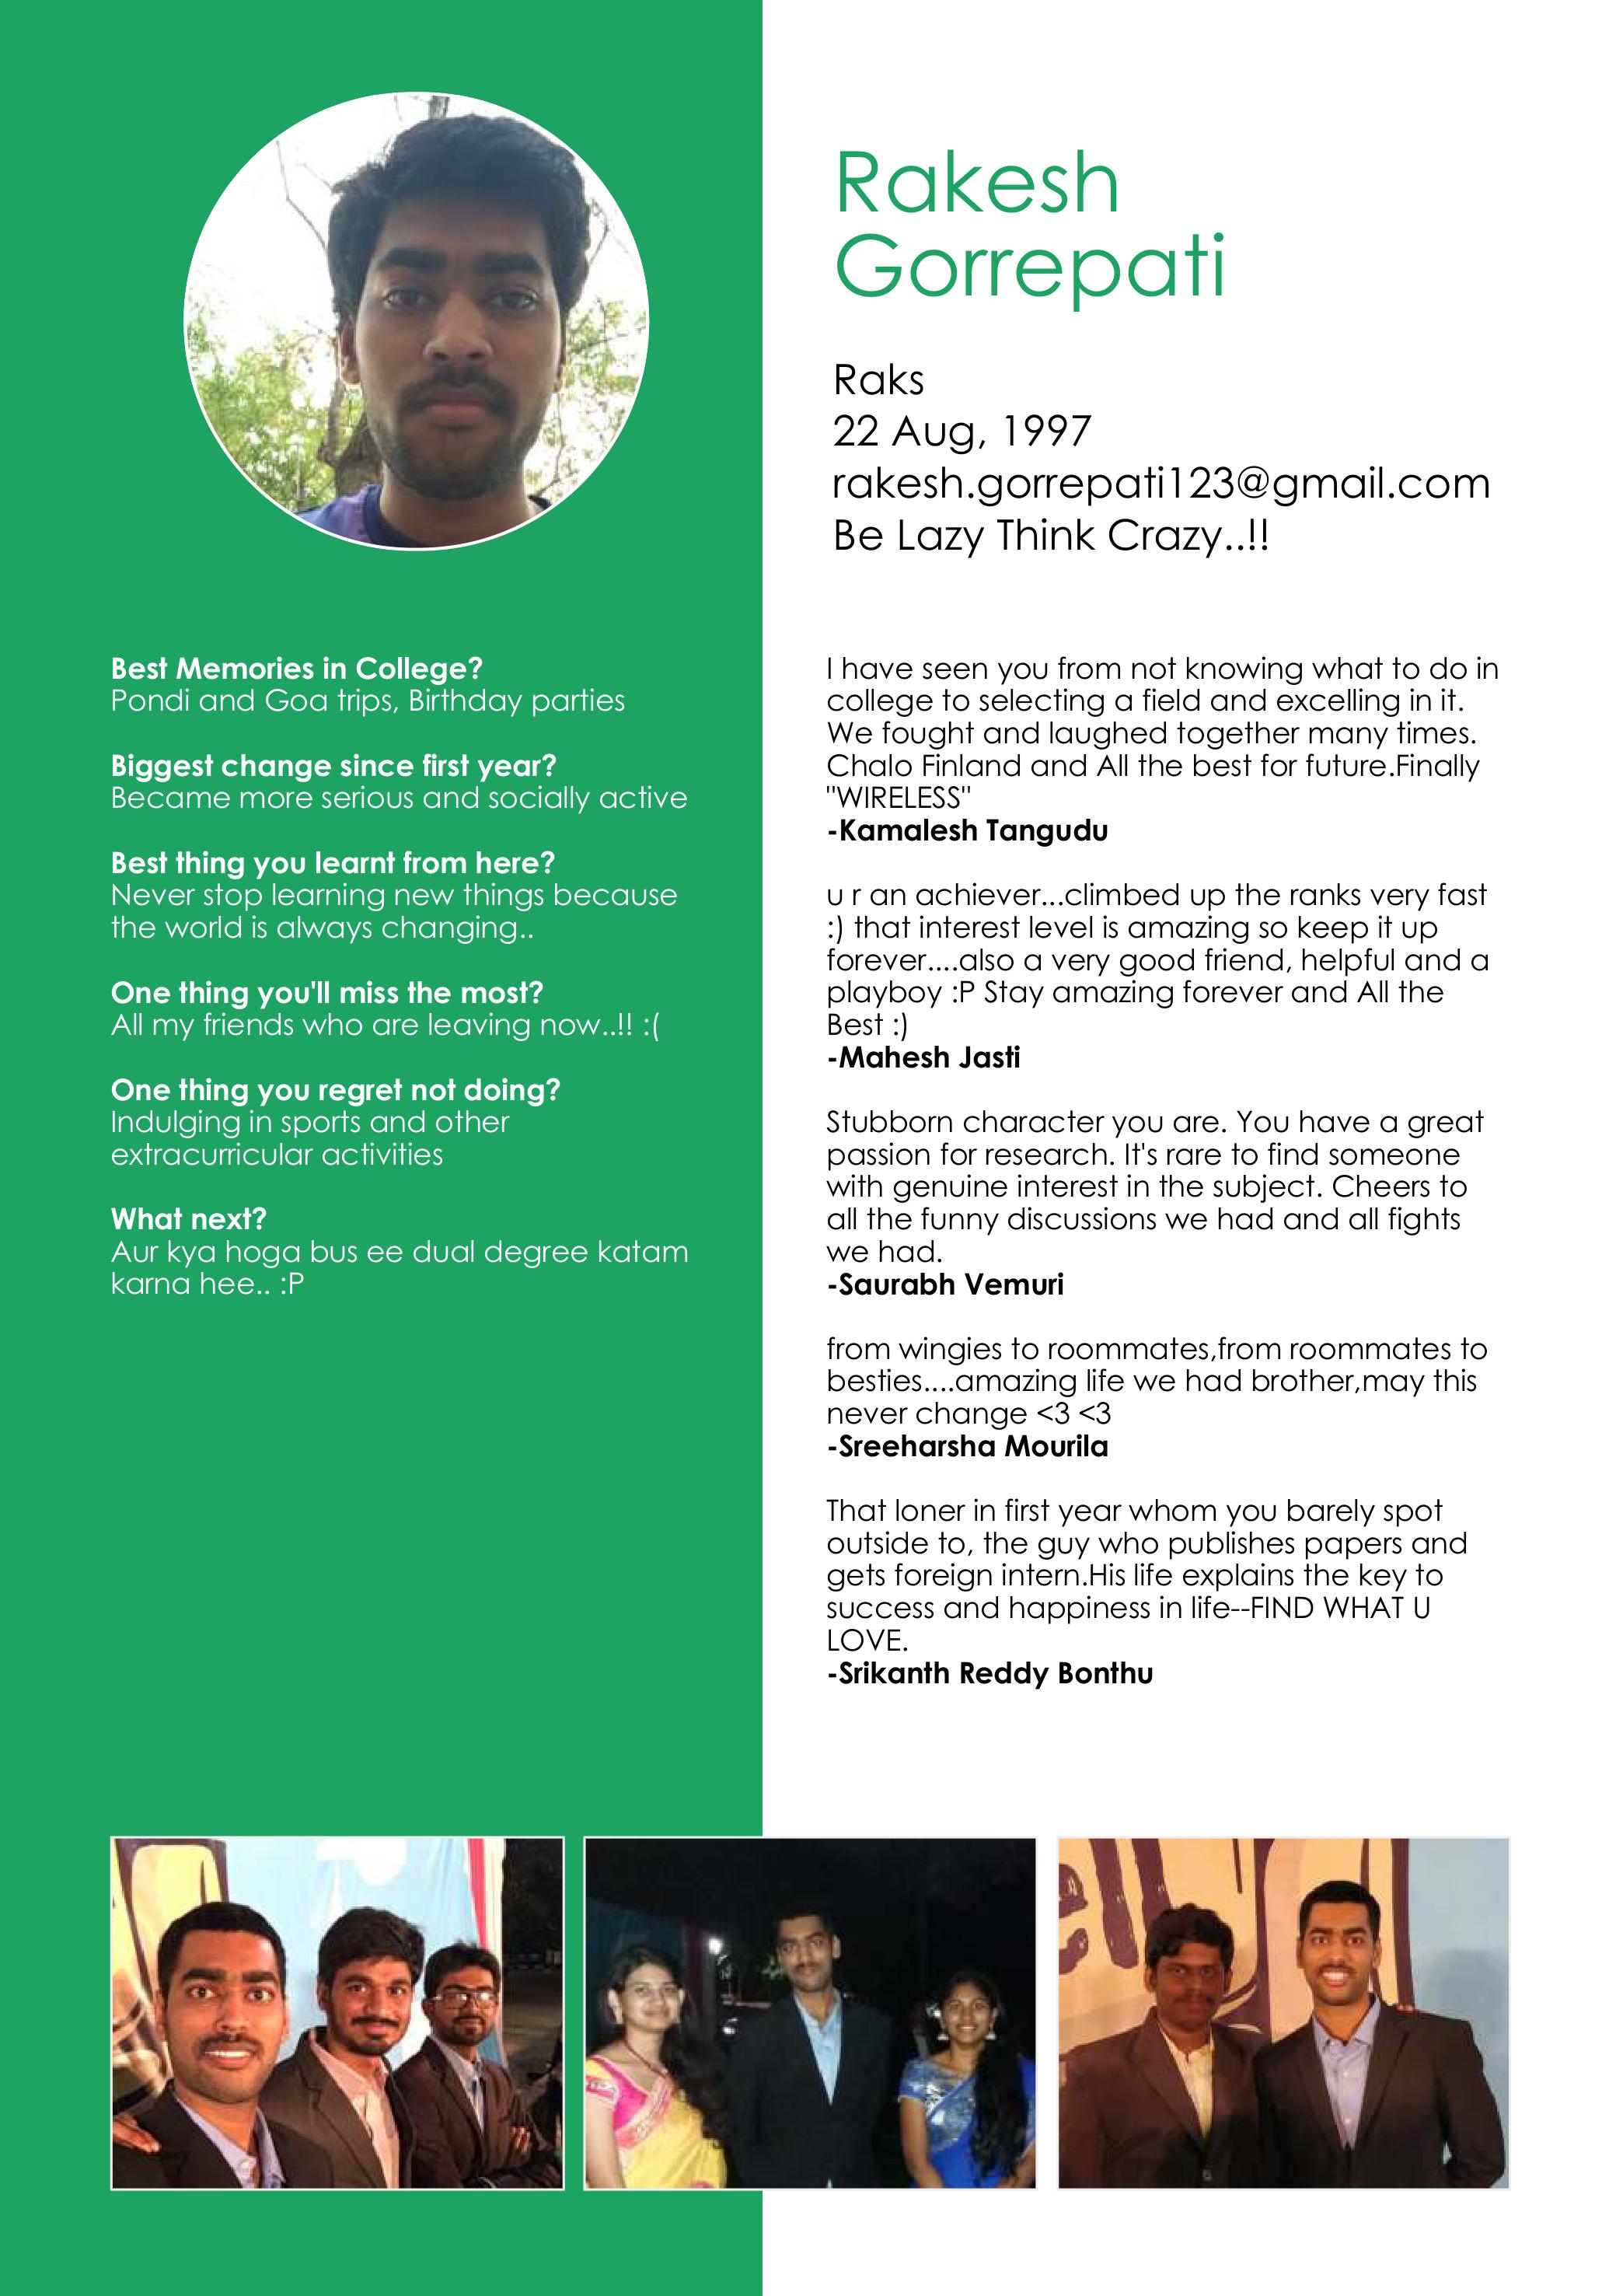 Rakesh
Gorrepati
Raks
22 Aug, 1997
rakesh.gorrepati123@gmail.com
Be Lazy Think Crazy..!!
Best Memories in College?
Pondi and Goa trips, Birthday parties
Biggest change since first year?
Became more serious and socially active
Best thing you learnt from here?
Never stop learning new things because
the world is always changing..
One thing you'll miss the most?
All my friends who are leaving now..!! :(
One thing you regret not doing?
Indulging in sports and other
extracurricular activities
What next?
Aur kya hoga bus ee dual degree katam
karna hee.. :P
I have seen you from not knowing what to do in
college to selecting a field and excelling in it.
We fought and laughed together many times.
Chalo Finland and All the best for future.Finally
"WIRELESS"
-Kamalesh Tangudu
u r an achiever...climbed up the ranks very fast
:) that interest level is amazing so keep it up
forever....also a very good friend, helpful and a
playboy :P Stay amazing forever and All the
Best :)
-Mahesh Jasti
Stubborn character you are. You have a great
passion for research. It's rare to find someone
with genuine interest in the subject. Cheers to
all the funny discussions we had and all fights
we had.
-Saurabh Vemuri
from wingies to roommates,from roommates to
besties....amazing life we had brother,may this
never change <3 <3
-Sreeharsha Mourila
That loner in first year whom you barely spot
outside to, the guy who publishes papers and
gets foreign intern.His life explains the key to
success and happiness in life--FIND WHAT U
LOVE.
-Srikanth Reddy Bonthu